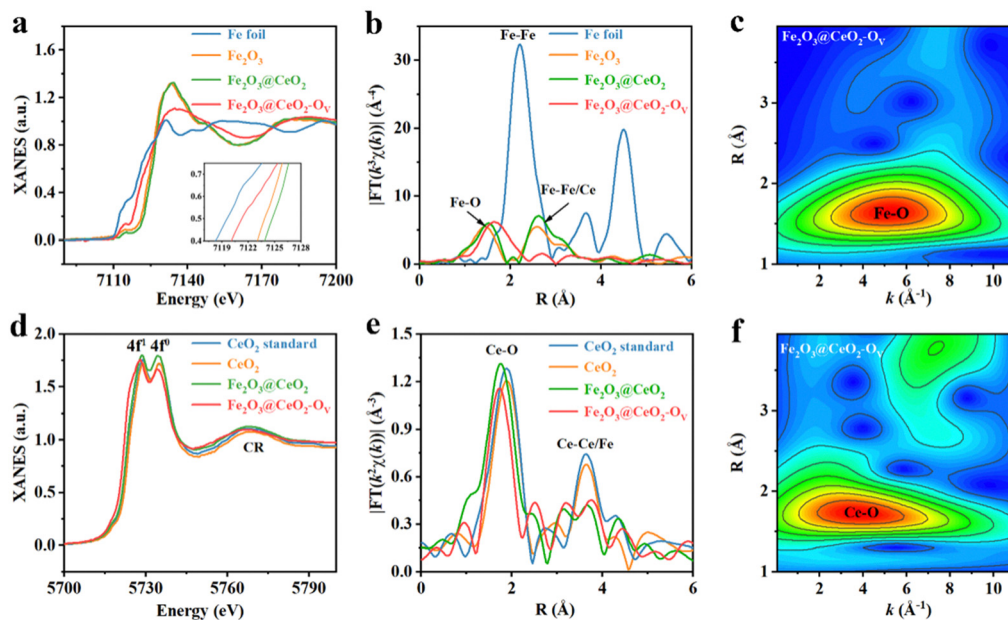 a
Fe foil
Fe₂O₃
Fe₂O₃@CeO₂
Fe₂O₃@CeO₂-Oᵥ
XANES (a.u.)
1.6
1.2
0.8
0.4
0.0
0.7
0.6
0.5
0.4
7119 7122 7125 7128
7110 7140 7170 7200
Energy (eV)
b
Fe-Fe
Fe foil
Fe₂O₃
Fe₂O₃@CeO₂
Fe₂O₃@CeO₂-Oᵥ
Fe-O
Fe-Fe/Ce
|FT(k³χ(k))| (Å⁻⁴)
30
20
10
0
0 1 2 3 4 5 6
R (Å)
c
Fe₂O₃@CeO₂-Oᵥ
Fe-O
R (Å)
3
2
1
0 2 4 6 8 10
k (Å⁻¹)
d
4f¹ 4f⁰
CeO₂ standard
CeO₂
Fe₂O₃@CeO₂
Fe₂O₃@CeO₂-Oᵥ
CR
XANES (a.u.)
2.0
1.5
1.0
0.5
0.0
5700 5730 5760 5790
Energy (eV)
e
Ce-O
CeO₂ standard
CeO₂
Fe₂O₃@CeO₂
Fe₂O₃@CeO₂-Oᵥ
Ce-Ce/Fe
|FT(k²χ(k))| (Å⁻³)
1.5
1.2
0.9
0.6
0.3
0.0
0 2 4 6
R (Å)
f
Fe₂O₃@CeO₂-Oᵥ
Ce-O
R (Å)
3
2
1
0 2 4 6 8 10
k (Å⁻¹)